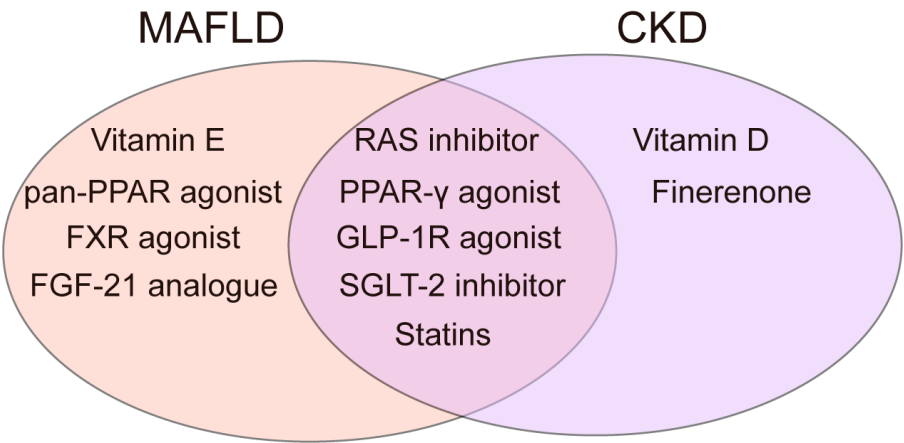 MAFLD
CKD
Vitamin E
pan-PPAR agonist
FXR agonist
FGF-21 analogue
RAS inhibitor
PPAR-γ agonist
GLP-1R agonist
SGLT-2 inhibitor
Statins
Vitamin D
Finerenone